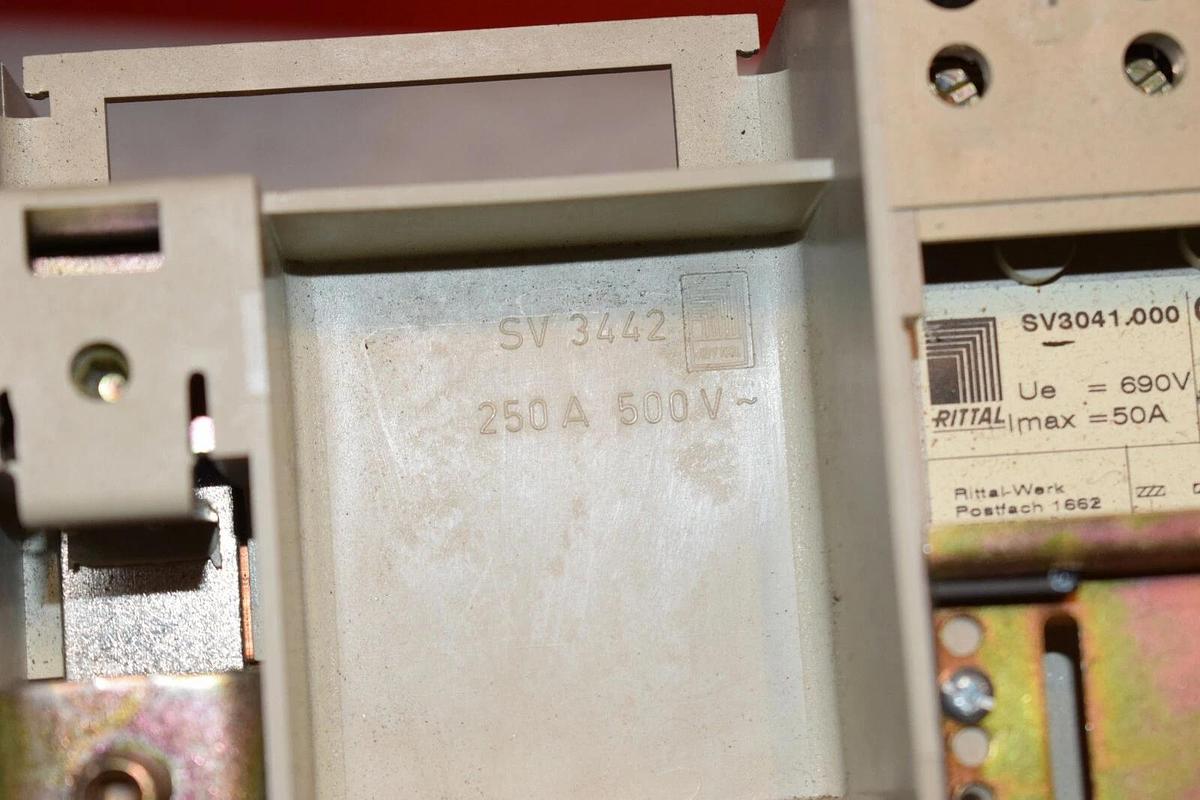 SV 3442
250 A 500 V ~
SV3041.000
Ue = 690V
RITTAL
Imax =50A
Rittal-Werk
Postfach 1662